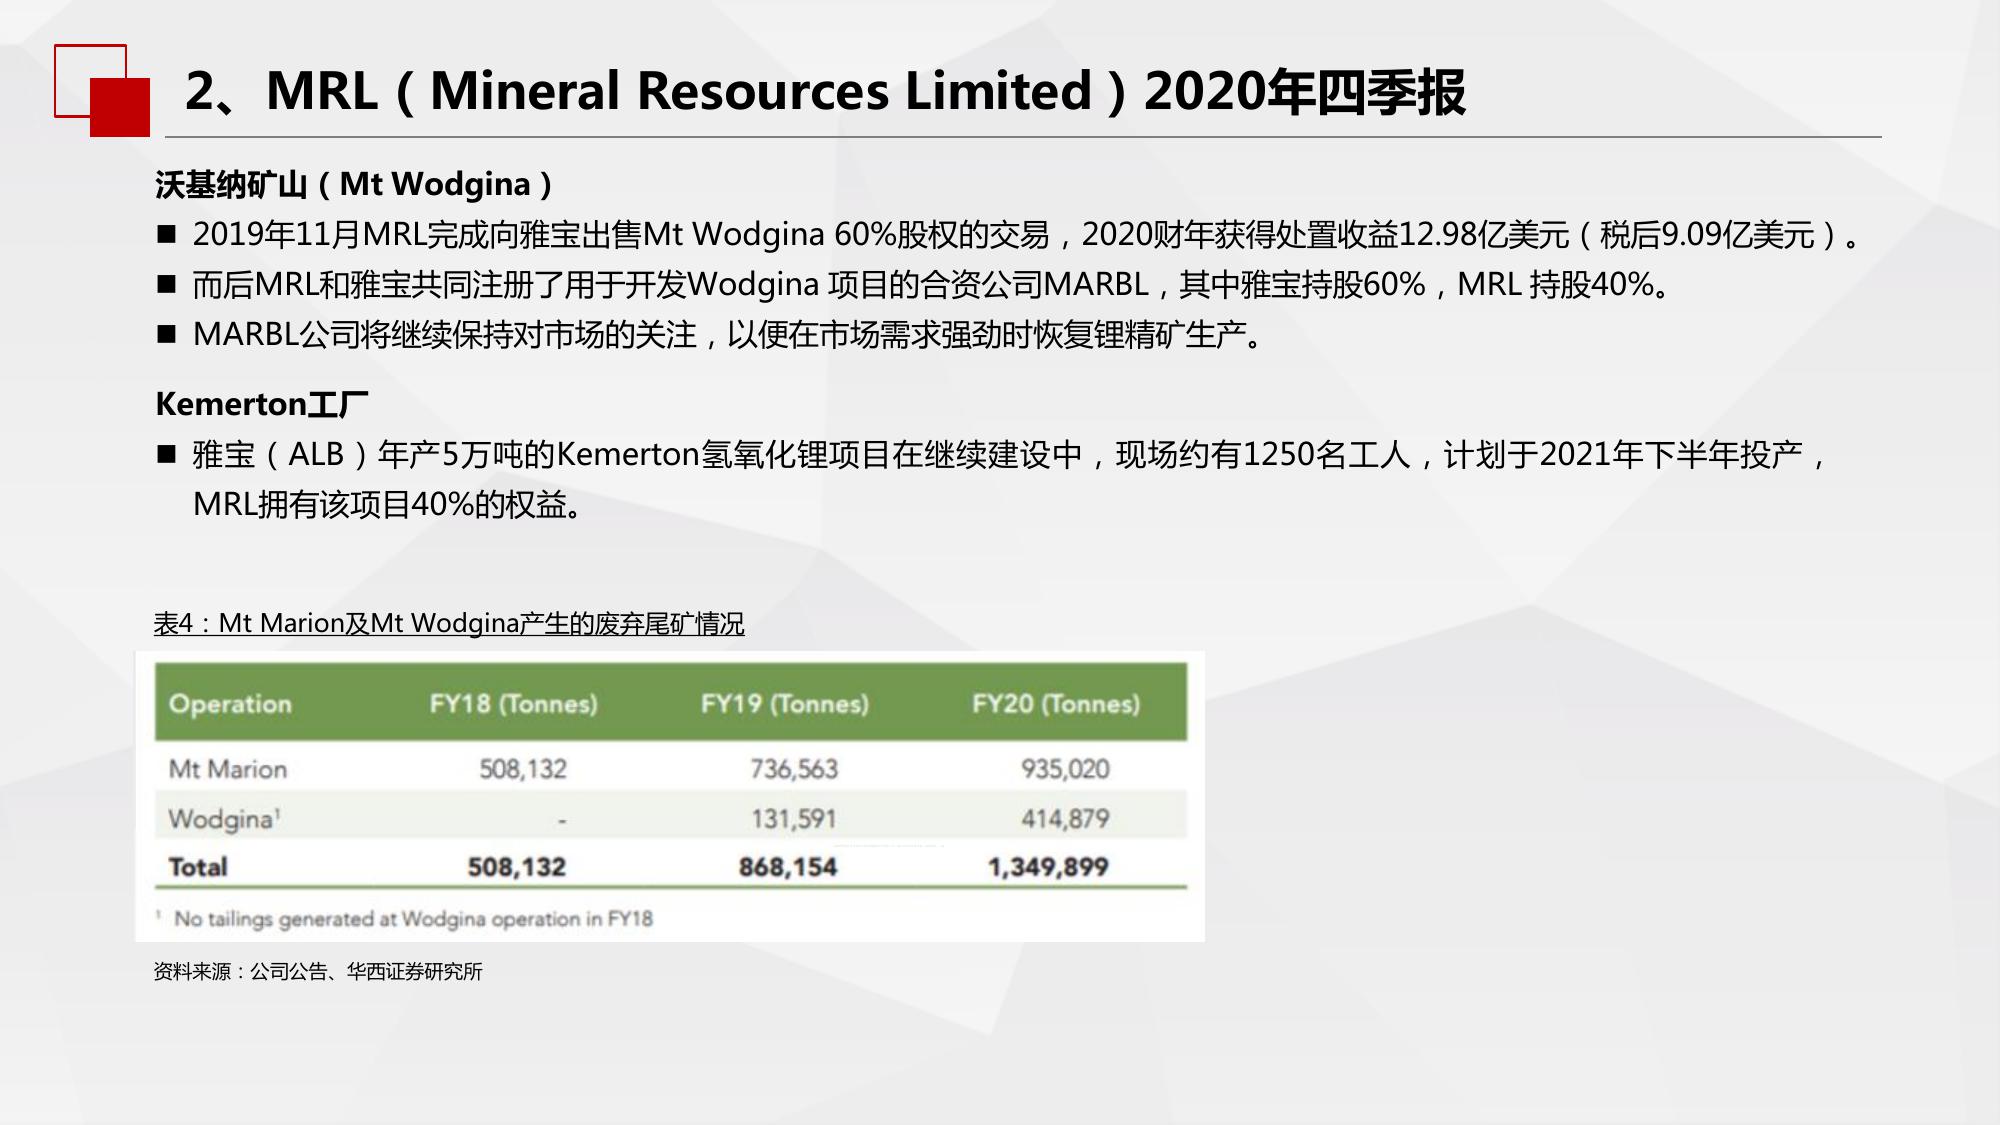 2、MRL（Mineral Resources Limited）2020年四季报
沃基纳矿山（Mt Wodgina）
■ 2019年11月MRL完成向雅宝出售Mt Wodgina 60%股权的交易，2020财年获得处置收益12.98亿美元（税后9.09亿美元）。
■ 而后MRL和雅宝共同注册了用于开发Wodgina 项目的合资公司MARBL，其中雅宝持股60%，MRL 持股40%。
■ MARBL公司将继续保持对市场的关注，以便在市场需求强劲时恢复锂精矿生产。
Kemerton工厂
■ 雅宝（ALB）年产5万吨的Kemerton氢氧化锂项目在继续建设中，现场约有1250名工人，计划于2021年下半年投产，
MRL拥有该项目40%的权益。
表4：Mt Marion及Mt Wodgina产生的废弃尾矿情况
Operation FY18 (Tonnes) FY19 (Tonnes) FY20 (Tonnes)
Mt Marion 508,132 736,563 935,020
Wodgina¹ - 131,591 414,879
Total 508,132 868,154 1,349,899
¹ No tailings generated at Wodgina operation in FY18
资料来源：公司公告、华西证券研究所